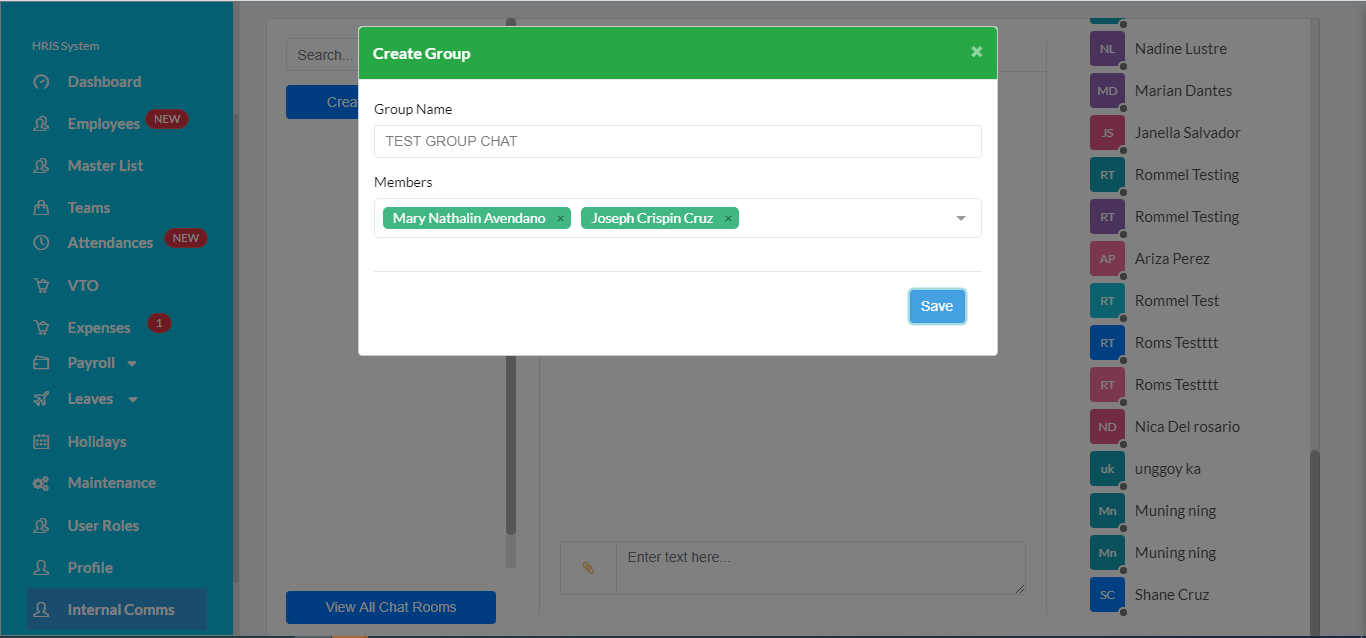 HRIS System
Dashboard
Employees NEW
Master List
Teams
Attendances NEW
VTO
Expenses 1
Payroll
Leaves
Holidays
Maintenance
User Roles
Profile
Internal Comms
Search...
Crea
View All Chat Rooms
Create Group ×
Group Name
TEST GROUP CHAT
Members
Mary Nathalin Avendano × Joseph Crispin Cruz ×
Save
Enter text here...
NL Nadine Lustre
MD Marian Dantes
JS Janella Salvador
RT Rommel Testing
RT Rommel Testing
AP Ariza Perez
RT Rommel Test
RT Roms Testttt
RT Roms Testttt
ND Nica Del rosario
uk unggoy ka
Mn Muning ning
Mn Muning ning
SC Shane Cruz